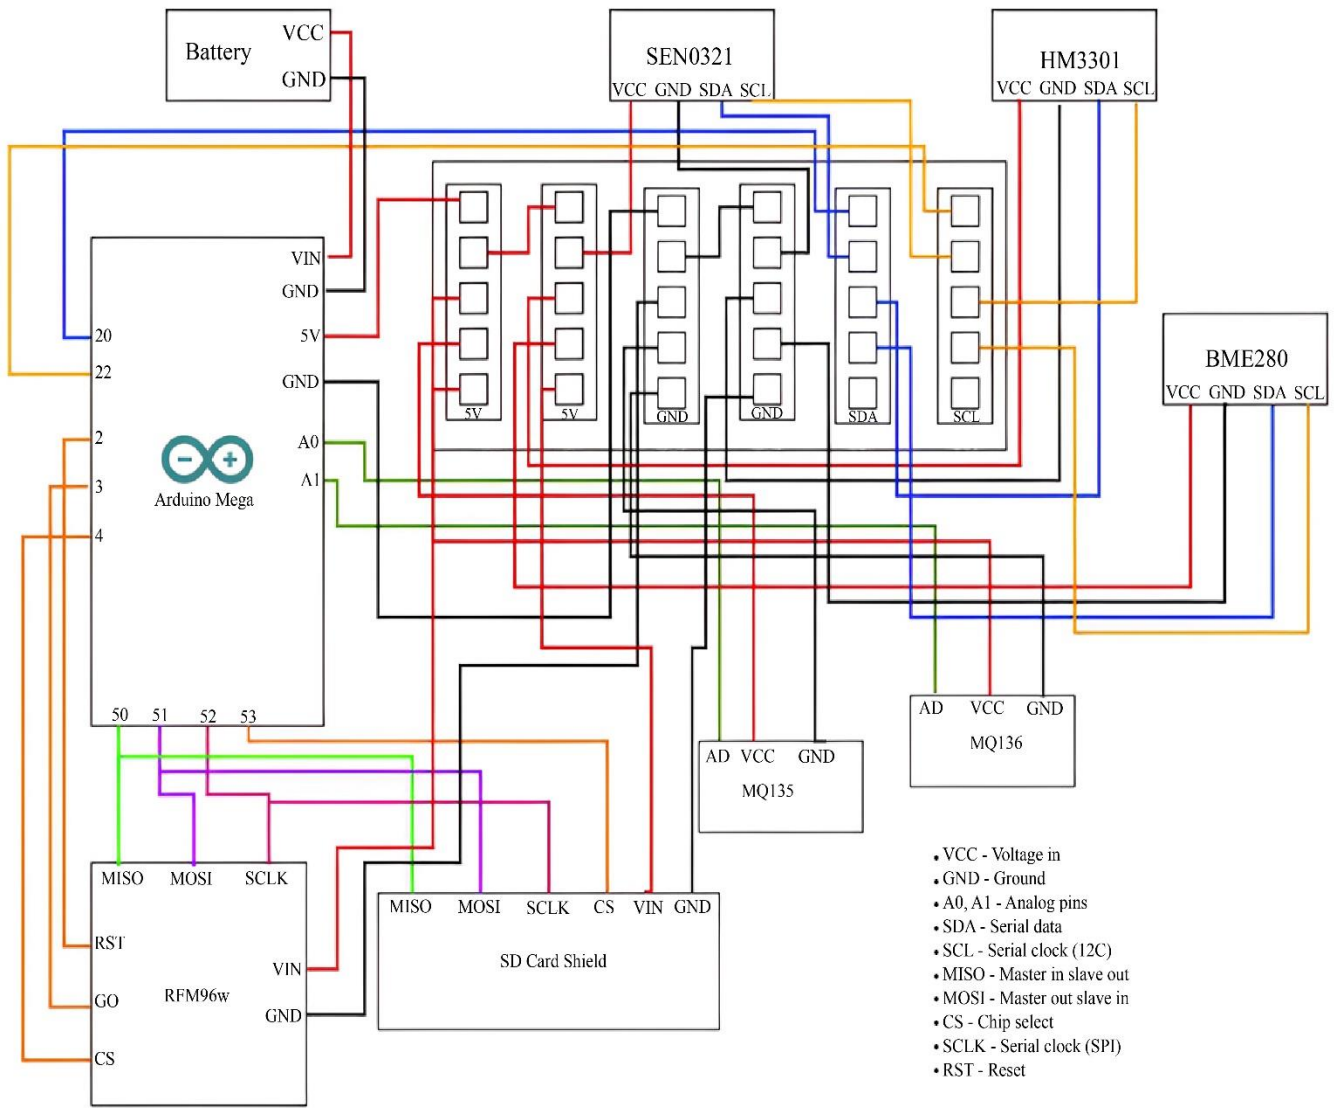 Battery
VCC
GND
SEN0321
VCC GND SDA SCL
HM3301
VCC GND SDA SCL
VIN
GND
5V
GND
A0
A1
20
22
2
3
4
Arduino Mega
50 51 52 53
5V
5V
GND
GND
SDA
SCL
BME280
VCC GND SDA SCL
AD VCC GND
MQ136
AD VCC GND
MQ135
MISO MOSI SCLK
RST
GO
CS
VIN
GND
RFM96w
MISO MOSI SCLK CS VIN GND
SD Card Shield
• VCC - Voltage in
• GND - Ground
• A0, A1 - Analog pins
• SDA - Serial data
• SCL - Serial clock (12C)
• MISO - Master in slave out
• MOSI - Master out slave in
• CS - Chip select
• SCLK - Serial clock (SPI)
• RST - Reset